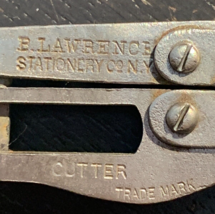 B. LAWRENCE
STATIONERY CO N.Y.
CUTTER
TRADE MARK